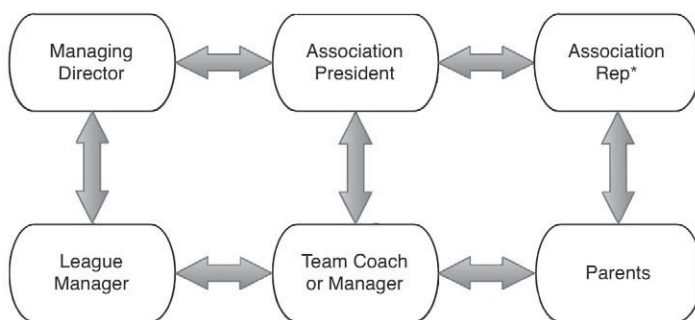 Managing
Director
Association
President
Association
Rep*
League
Manager
Team Coach
or Manager
Parents